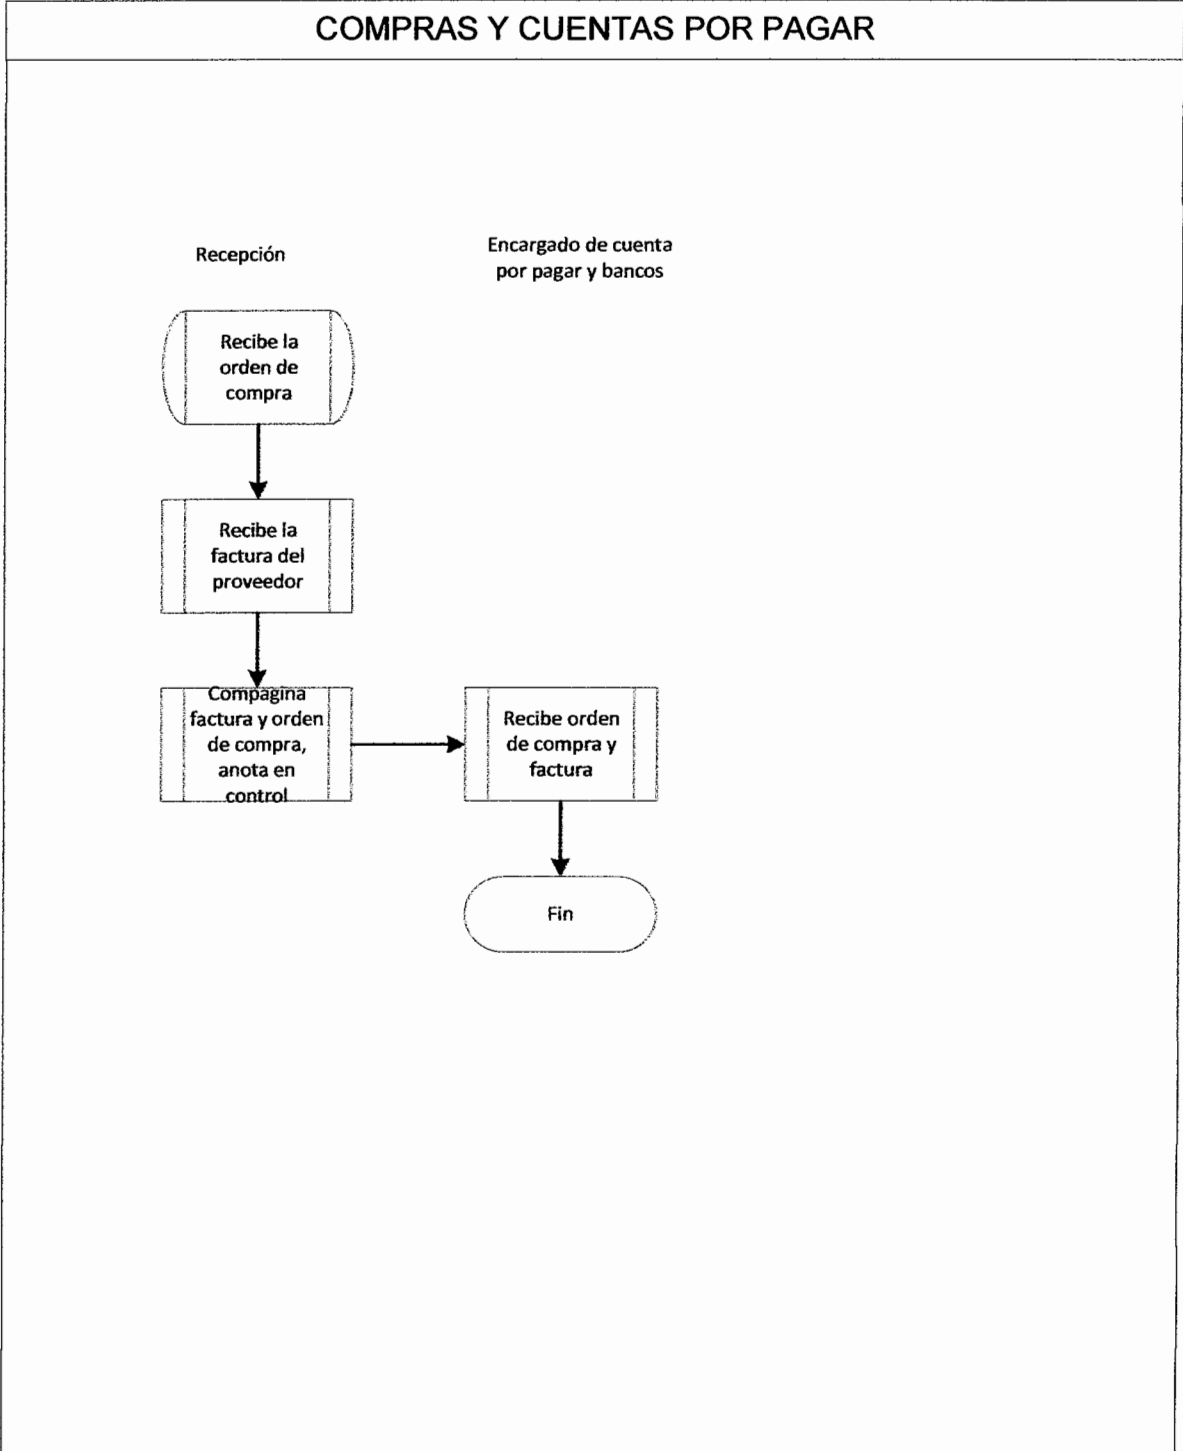 COMPRAS Y CUENTAS POR PAGAR
Recepción
Encargado de cuenta
por pagar y bancos
Recibe la
orden de
compra
Recibe la
factura del
proveedor
Compagina
factura y orden
de compra,
anota en
control
Recibe orden
de compra y
factura
Fin